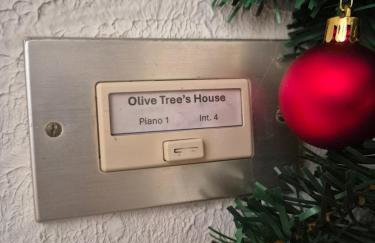 Olive Tree's House
Piano 1 Int. 4